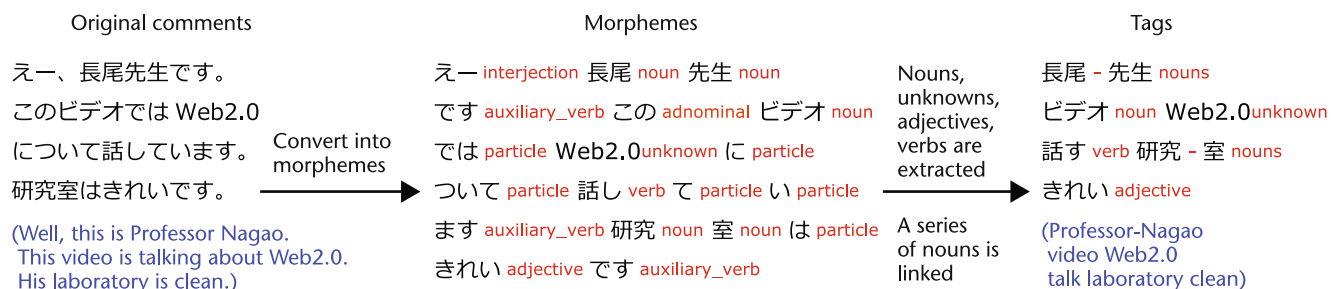 Original comments
えー、長尾先生です。
このビデオでは Web2.0
について話しています。
研究室はきれいです。
(Well, this is Professor Nagao.
This video is talking about Web2.0.
His laboratory is clean.)
Convert into
morphemes
Morphemes
えー interjection 長尾 noun 先生 noun
です auxiliary_verb この adnominal ビデオ noun
では particle Web2.0unknown に particle
ついて particle 話し verb て particle い particle
ます auxiliary_verb 研究 noun 室 noun は particle
きれい adjective です auxiliary_verb
Nouns,
unknowns,
adjectives,
verbs are
extracted
A series
of nouns is
linked
Tags
長尾 - 先生 nouns
ビデオ noun Web2.0unknown
話す verb 研究 - 室 nouns
きれい adjective
(Professor-Nagao
video Web2.0
talk laboratory clean)